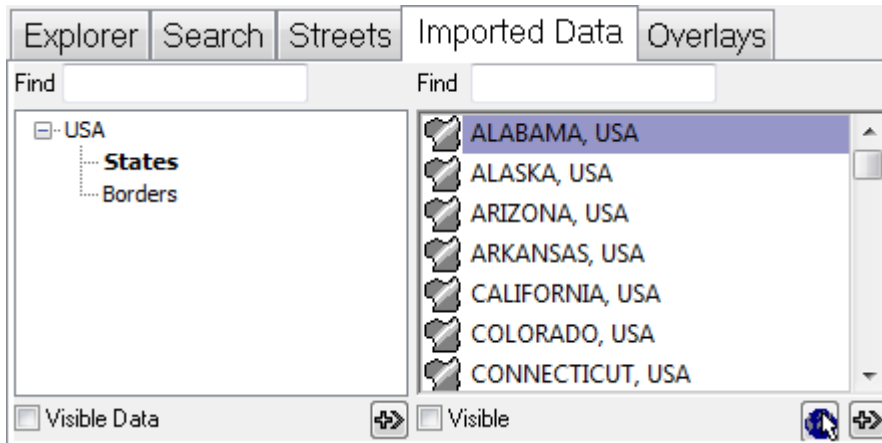 Explorer Search Streets Imported Data Overlays
Find
USA
States
Borders
Visible Data
Find
ALABAMA, USA
ALASKA, USA
ARIZONA, USA
ARKANSAS, USA
CALIFORNIA, USA
COLORADO, USA
CONNECTICUT, USA
Visible